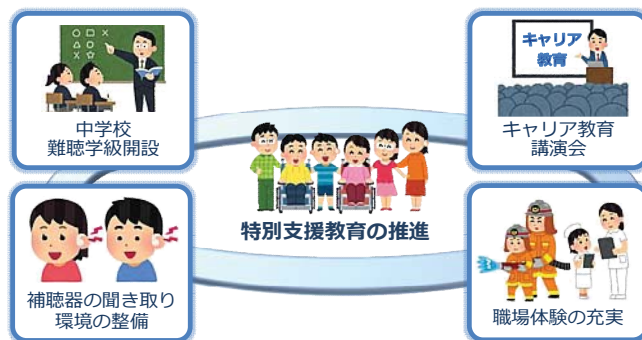 中学校
難聴学級開設
キャリア
教育
キャリア教育
講演会
特別支援教育の推進
補聴器の聞き取り
環境の整備
職場体験の充実